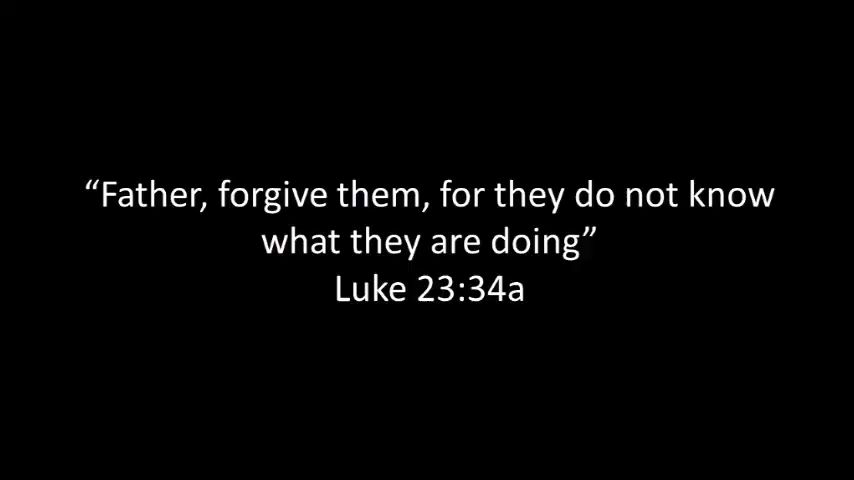 “Father, forgive them, for they do not know
what they are doing”
Luke 23:34a